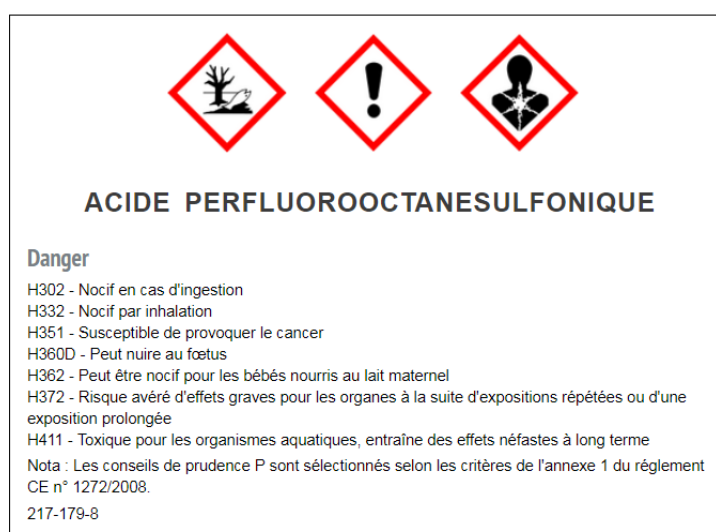 ACIDE PERFLUOROOCTANESULFONIQUE
Danger
H302 - Nocif en cas d'ingestion
H332 - Nocif par inhalation
H351 - Susceptible de provoquer le cancer
H360D - Peut nuire au fœtus
H362 - Peut être nocif pour les bébés nourris au lait maternel
H372 - Risque avéré d'effets graves pour les organes à la suite d'expositions répétées ou d'une
exposition prolongée
H411 - Toxique pour les organismes aquatiques, entraîne des effets néfastes à long terme
Nota : Les conseils de prudence P sont sélectionnés selon les critères de l'annexe 1 du réglement
CE n° 1272/2008.
217-179-8